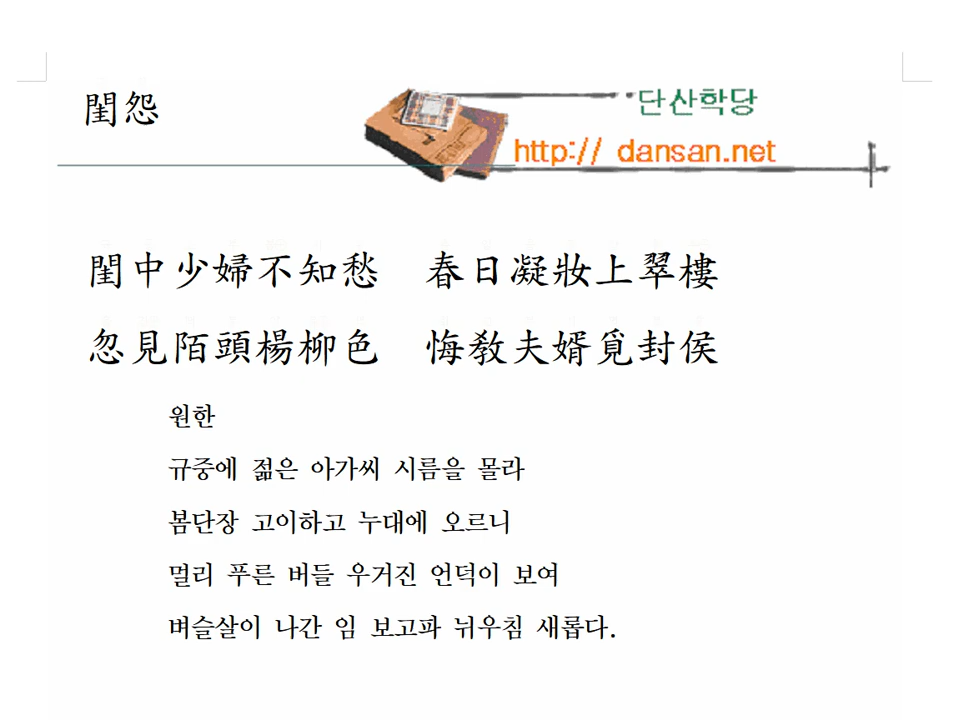 閨怨
단산학당
http:// dansan.net
閨中少婦不知愁 春日凝妝上翠樓
忽見陌頭楊柳色 悔敎夫婿覓封侯
원한
규중에 젊은 아가씨 시름을 몰라
봄단장 고이하고 누대에 오르니
멀리 푸른 버들 우거진 언덕이 보여
벼슬살이 나간 임 보고파 뉘우침 새롭다.